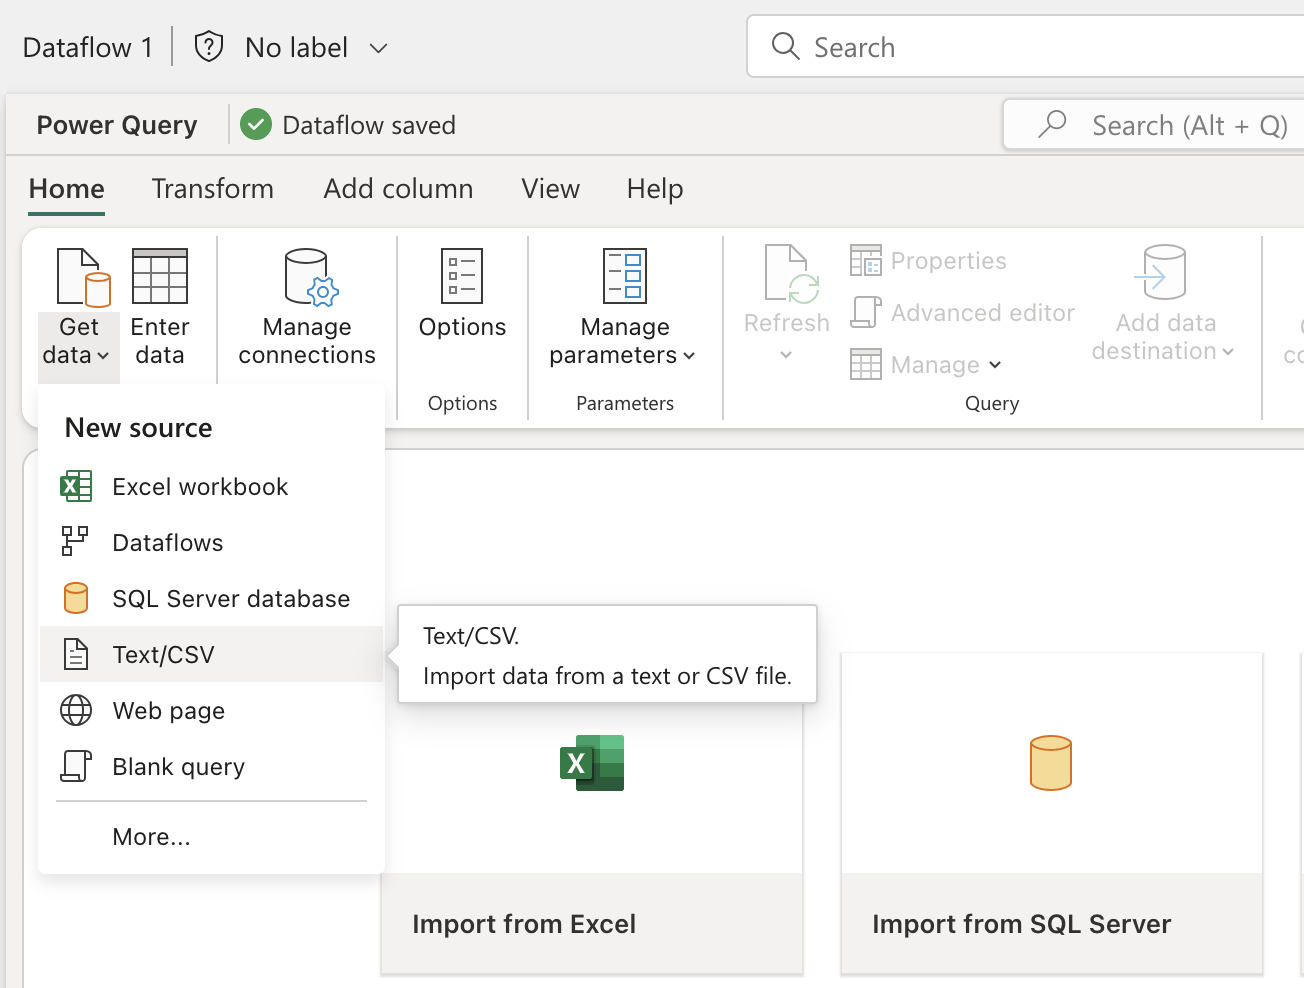 Dataflow 1
No label
Search
Power Query
Dataflow saved
Search (Alt + Q)
Home
Transform
Add column
View
Help
Get
data
Enter
data
Manage
connections
Options
Options
Manage
parameters
Parameters
Refresh
Properties
Advanced editor
Manage
Add data
destination
Query
New source
Excel workbook
Dataflows
SQL Server database
Text/CSV
Web page
Blank query
More...
Text/CSV.
Import data from a text or CSV file.
Import from Excel
Import from SQL Server